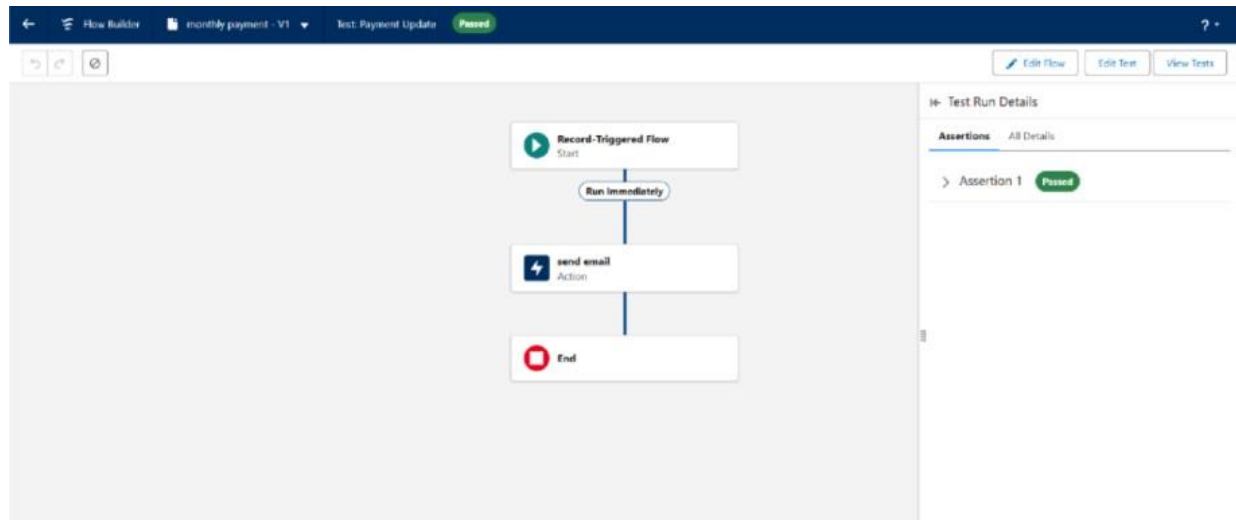 Flow Builder monthly payment - V1 Test: Payment Update Passed ?
Edit Flow Edit Test View Tests
Test Run Details
Assertions All Details
Assertion 1 Passed
Record-Triggered Flow
Start
Run Immediately
send email
Action
End